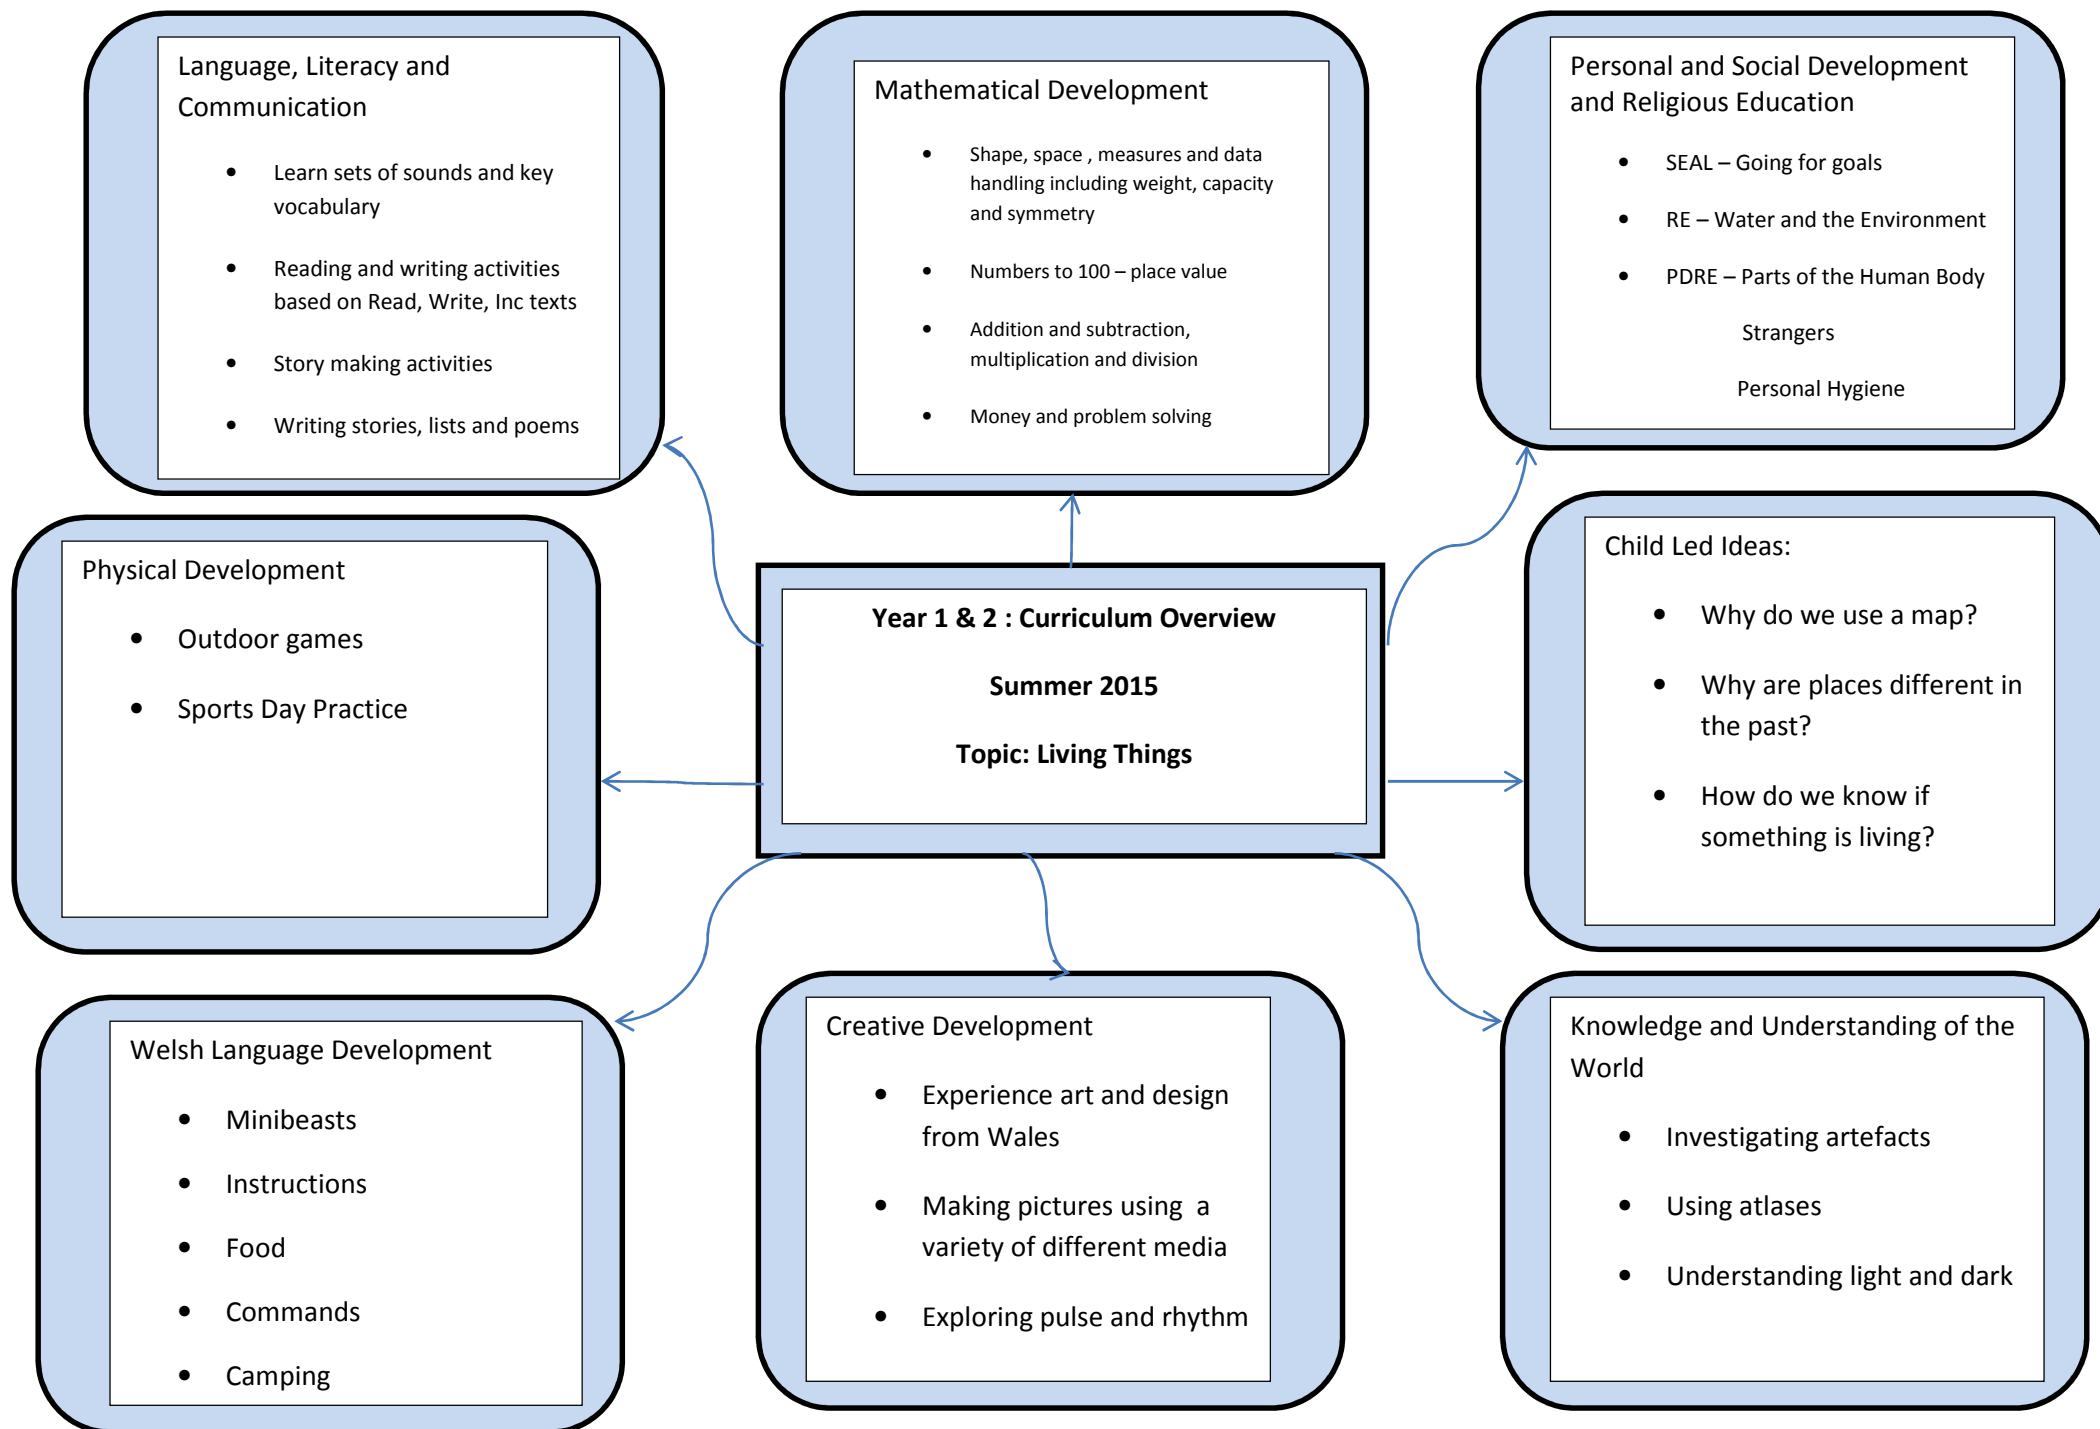 Language, Literacy and
Communication
• Learn sets of sounds and key
vocabulary
• Reading and writing activities
based on Read, Write, Inc texts
• Story making activities
• Writing stories, lists and poems
Mathematical Development
• Shape, space , measures and data
handling including weight, capacity
and symmetry
• Numbers to 100 – place value
• Addition and subtraction,
multiplication and division
• Money and problem solving
Personal and Social Development
and Religious Education
• SEAL – Going for goals
• RE – Water and the Environment
• PDRE – Parts of the Human Body
Strangers
Personal Hygiene
Physical Development
• Outdoor games
• Sports Day Practice
Year 1 & 2 : Curriculum Overview
Summer 2015
Topic: Living Things
Child Led Ideas:
• Why do we use a map?
• Why are places different in
the past?
• How do we know if
something is living?
Welsh Language Development
• Minibeasts
• Instructions
• Food
• Commands
• Camping
Creative Development
• Experience art and design
from Wales
• Making pictures using  a
variety of different media
• Exploring pulse and rhythm
Knowledge and Understanding of the
World
• Investigating artefacts
• Using atlases
• Understanding light and dark